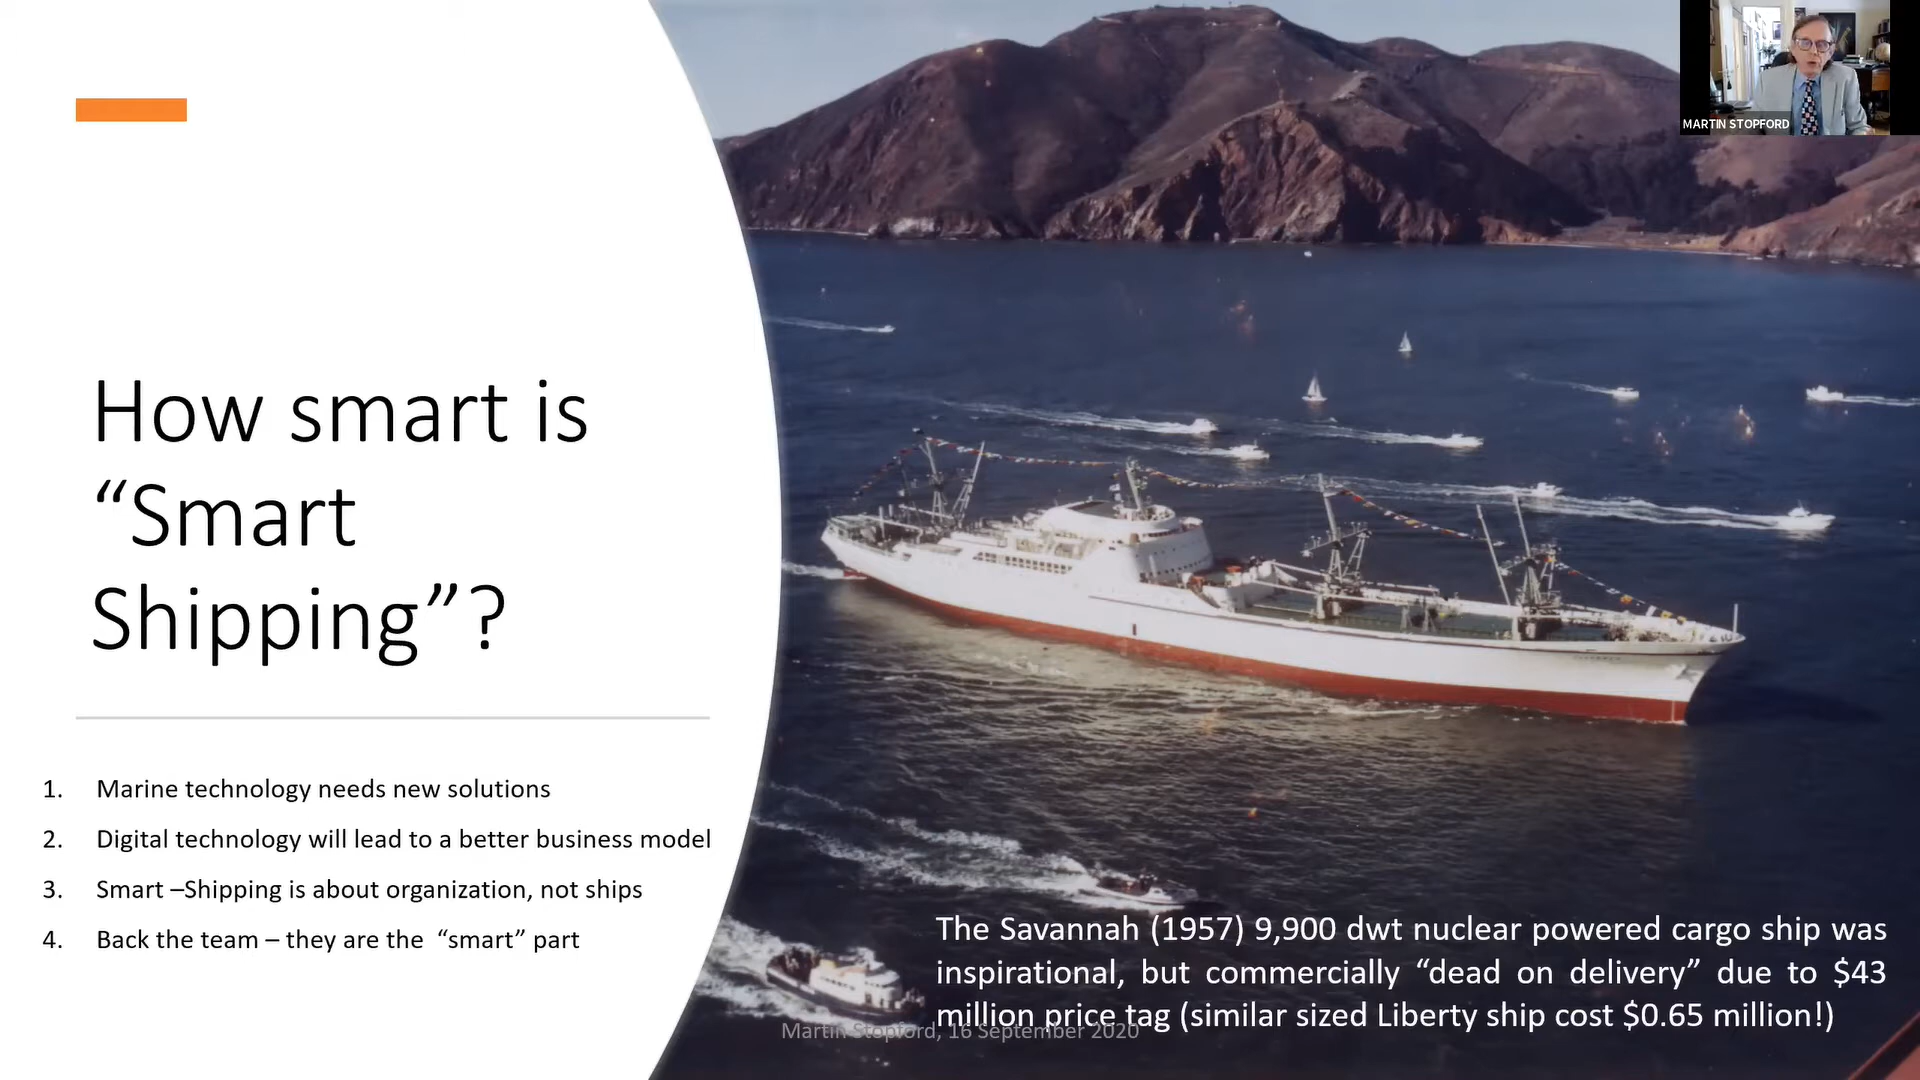 MARTIN STOPFORD
How smart is
“Smart
Shipping”?
1. Marine technology needs new solutions
2. Digital technology will lead to a better business model
3. Smart –Shipping is about organization, not ships
4. Back the team – they are the “smart” part
The Savannah (1957) 9,900 dwt nuclear powered cargo ship was
inspirational, but commercially “dead on delivery” due to $43
million price tag (similar sized Liberty ship cost $0.65 million!)
Martin Stopford, 16 September 2020